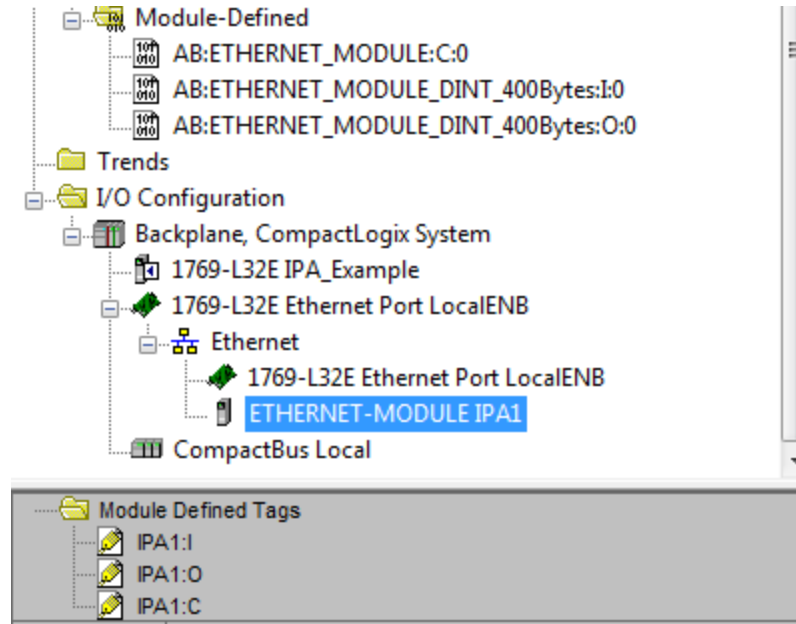 Module-Defined
AB:ETHERNET_MODULE:C:0
AB:ETHERNET_MODULE_DINT_400Bytes:I:0
AB:ETHERNET_MODULE_DINT_400Bytes:O:0
Trends
I/O Configuration
Backplane, CompactLogix System
1769-L32E IPA_Example
1769-L32E Ethernet Port LocalENB
Ethernet
1769-L32E Ethernet Port LocalENB
ETHERNET-MODULE IPA1
CompactBus Local
Module Defined Tags
IPA1:I
IPA1:O
IPA1:C